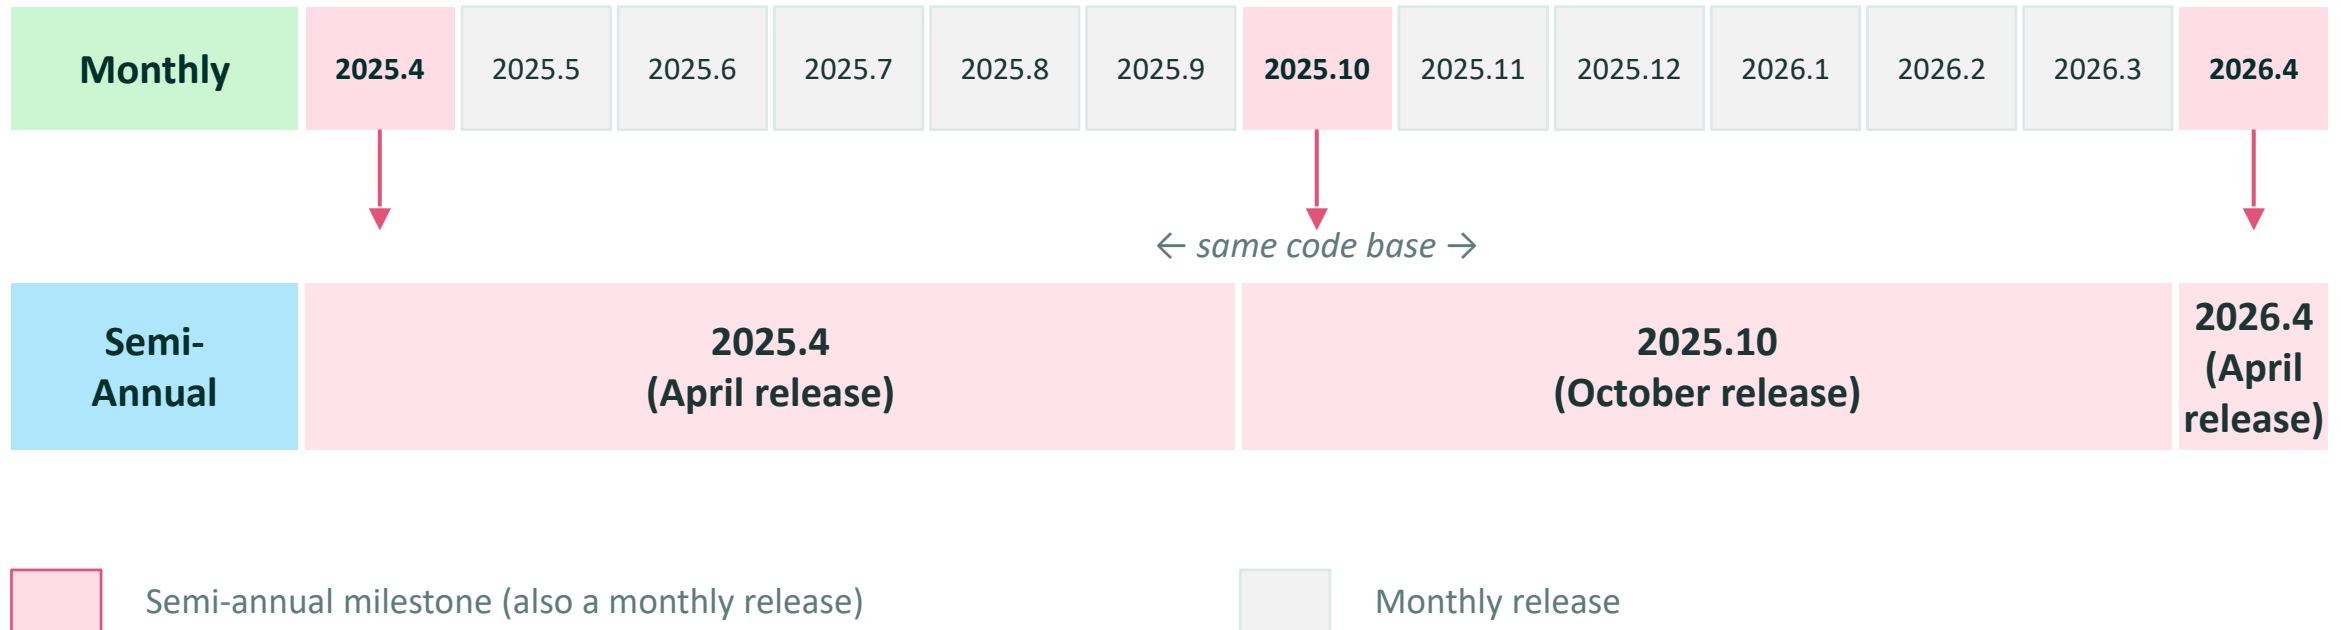 Monthly
2025.4
2025.5
2025.6
2025.7
2025.8
2025.9
2025.10
2025.11
2025.12
2026.1
2026.2
2026.3
2026.4
← same code base →
Semi-
Annual
2025.4
(April release)
2025.10
(October release)
2026.4
(April
release)
Semi-annual milestone (also a monthly release)
Monthly release